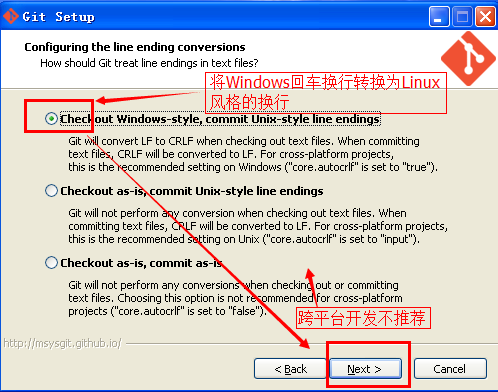 Git Setup
Configuring the line ending conversions
How should Git treat line endings in text files?
将Windows回车换行转换为Linux
风格的换行
Checkout Windows-style, commit Unix-style line endings
Git will convert LF to CRLF when checking out text files. When committing
text files, CRLF will be converted to LF. For cross-platform projects,
this is the recommended setting on Windows ("core.autocrlf" is set to "true").
Checkout as-is, commit Unix-style line endings
Git will not perform any conversion when checking out text files. When
committing text files, CRLF will be converted to LF. For cross-platform projects,
this is the recommended setting on Unix ("core.autocrlf" is set to "input").
Checkout as-is, commit as-is
Git will not perform any conversions when checking out or committing
text files. Choosing this option is not recommended for cross-platform
projects ("core.autocrlf" is set to "false").
跨平台开发不推荐
http://msysgit.github.io/
< Back
Next >
Cancel